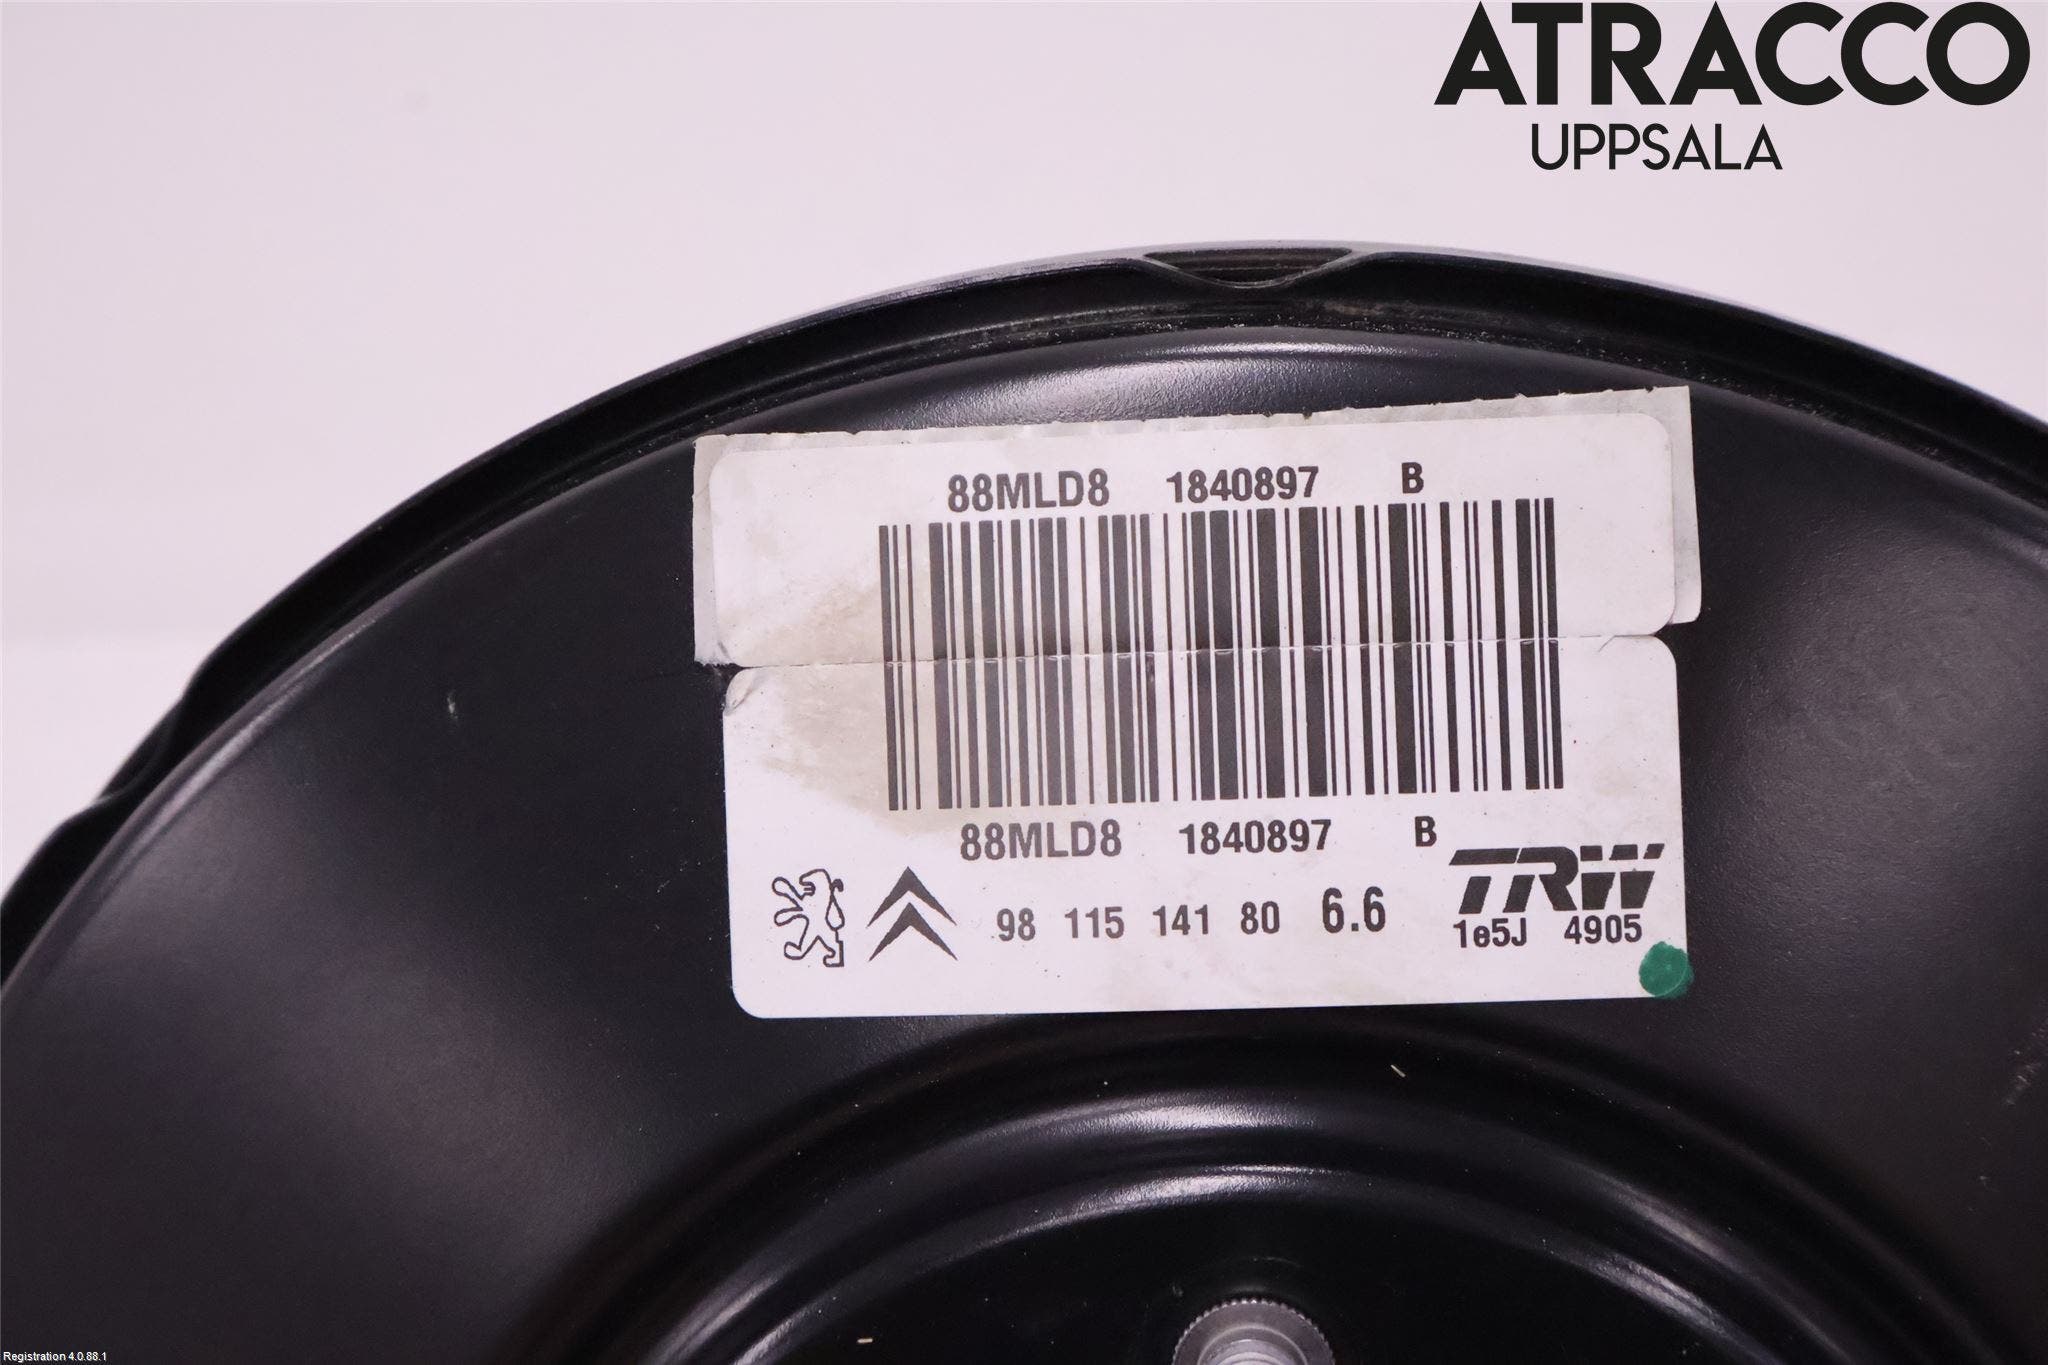 ATRACCO
UPPSALA
88MLD8 1840897 B
88MLD8 1840897 B
TRW
98 115 141 80 6.6
1e5J 4905
Registration 4.0.88.1